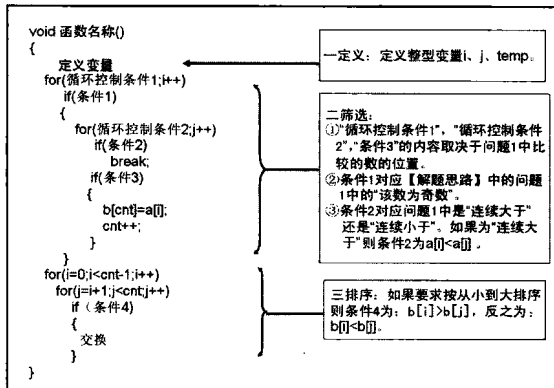 void 函数名称()
{
定义变量
for(循环控制条件1;i++)
if(条件1)
{
for(循环控制条件2;j++)
if(条件2)
break;
if(条件3)
{
b[cnt]=a[i];
cnt++;
}
}
for(i=0;i<cnt-1;i++)
for(j=i+1;j<cnt;j++)
if（条件4）
{
交换
}
}
一定义：定义整型变量i、j、temp。
二筛选：
①“循环控制条件1”，“循环控制条件
2”，“条件3”的内容取决于问题1中比
较的数的位置。
②条件1对应【解题思路】中的问题
1中的“该数为奇数”。
③条件2对应问题1中是“连续大于”
还是“连续小于”。如果为“连续大
于”则条件2为a[i]<a[j]。
三排序：如果要求按从小到大排序
则条件4为：b[i]>b[j]，反之为：
b[i]<b[j]。